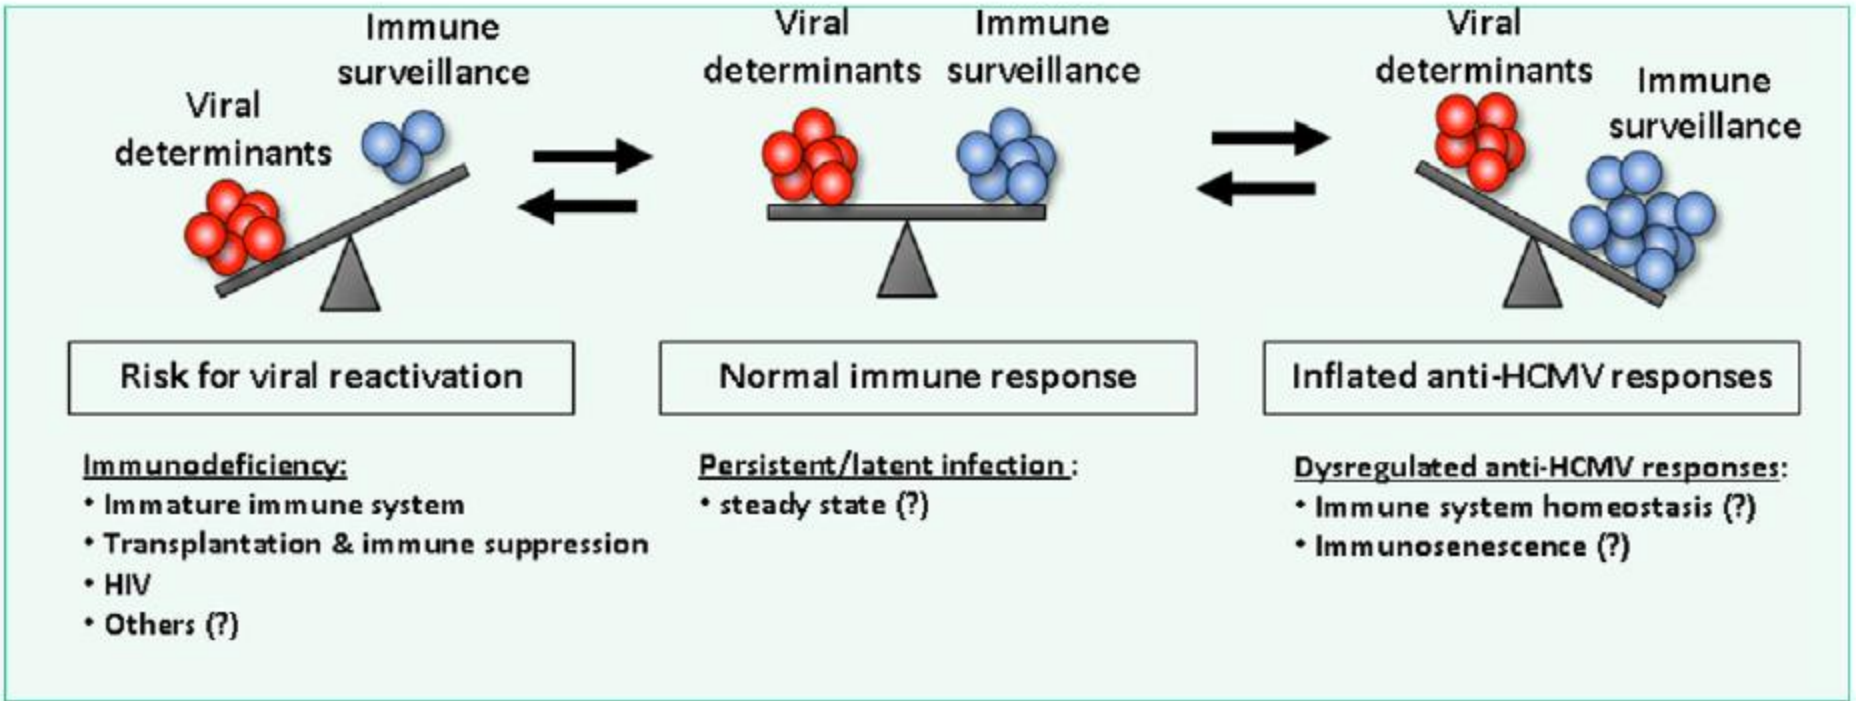 Viral
determinants
Immune
surveillance
Viral
determinants
Immune
surveillance
Viral
determinants
Immune
surveillance
Risk for viral reactivation
Normal immune response
Inflated anti-HCMV responses
Immunodeficiency:
• Immature immune system
• Transplantation & immune suppression
• HIV
• Others (?)
Persistent/latent infection :
• steady state (?)
Dysregulated anti-HCMV responses:
• Immune system homeostasis (?)
• Immunosenescence (?)